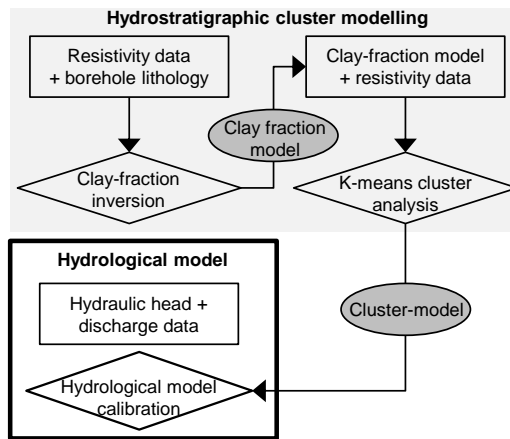 Hydrostratigraphic cluster modelling
Resistivity data
+ borehole lithology
Clay-fraction model
+ resistivity data
Clay fraction
model
Clay-fraction
inversion
K-means cluster
analysis
Hydrological model
Hydraulic head +
discharge data
Cluster-model
Hydrological model
calibration